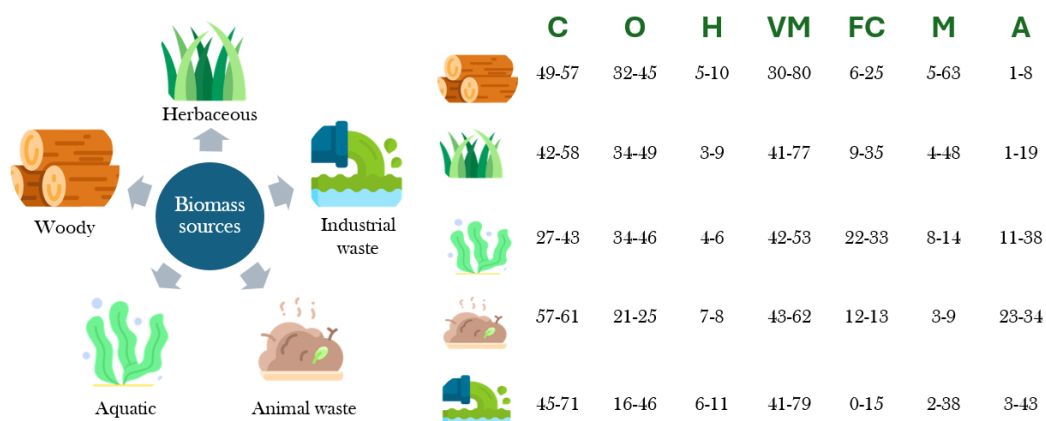 Herbaceous
Woody
Biomass
sources
Industrial
waste
Aquatic
Animal waste
C O H VM FC M A
49-57 32-45 5-10 30-80 6-25 5-63 1-8
42-58 34-49 3-9 41-77 9-35 4-48 1-19
27-43 34-46 4-6 42-53 22-33 8-14 11-38
57-61 21-25 7-8 43-62 12-13 3-9 23-34
45-71 16-46 6-11 41-79 0-15 2-38 3-43